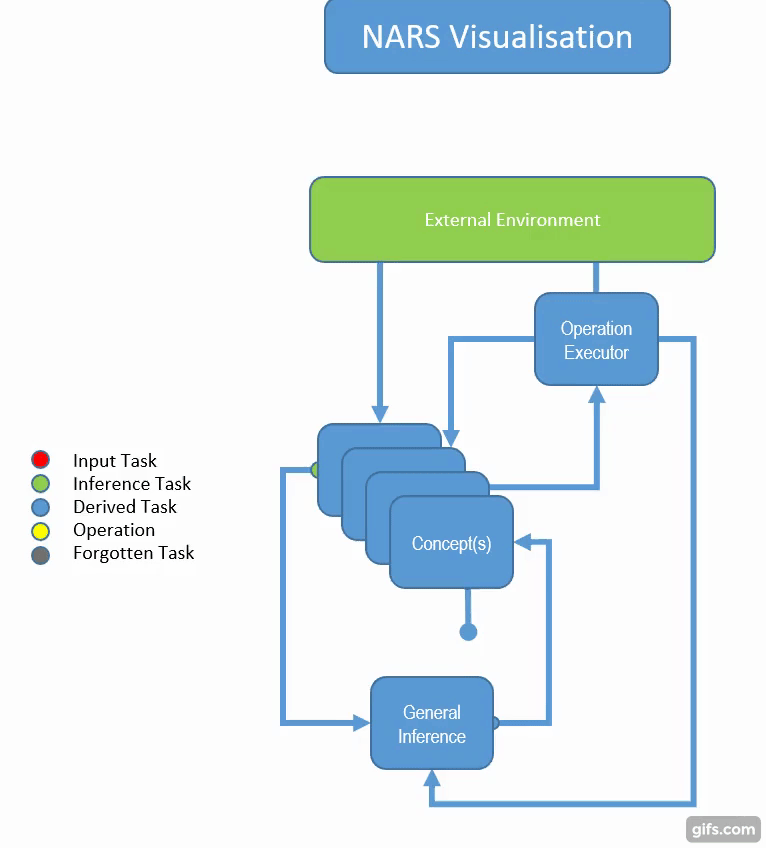 NARS Visualisation
External Environment
Operation
Executor
Input Task
Inference Task
Derived Task
Operation
Forgotten Task
Concept(s)
General
Inference
gifs.com